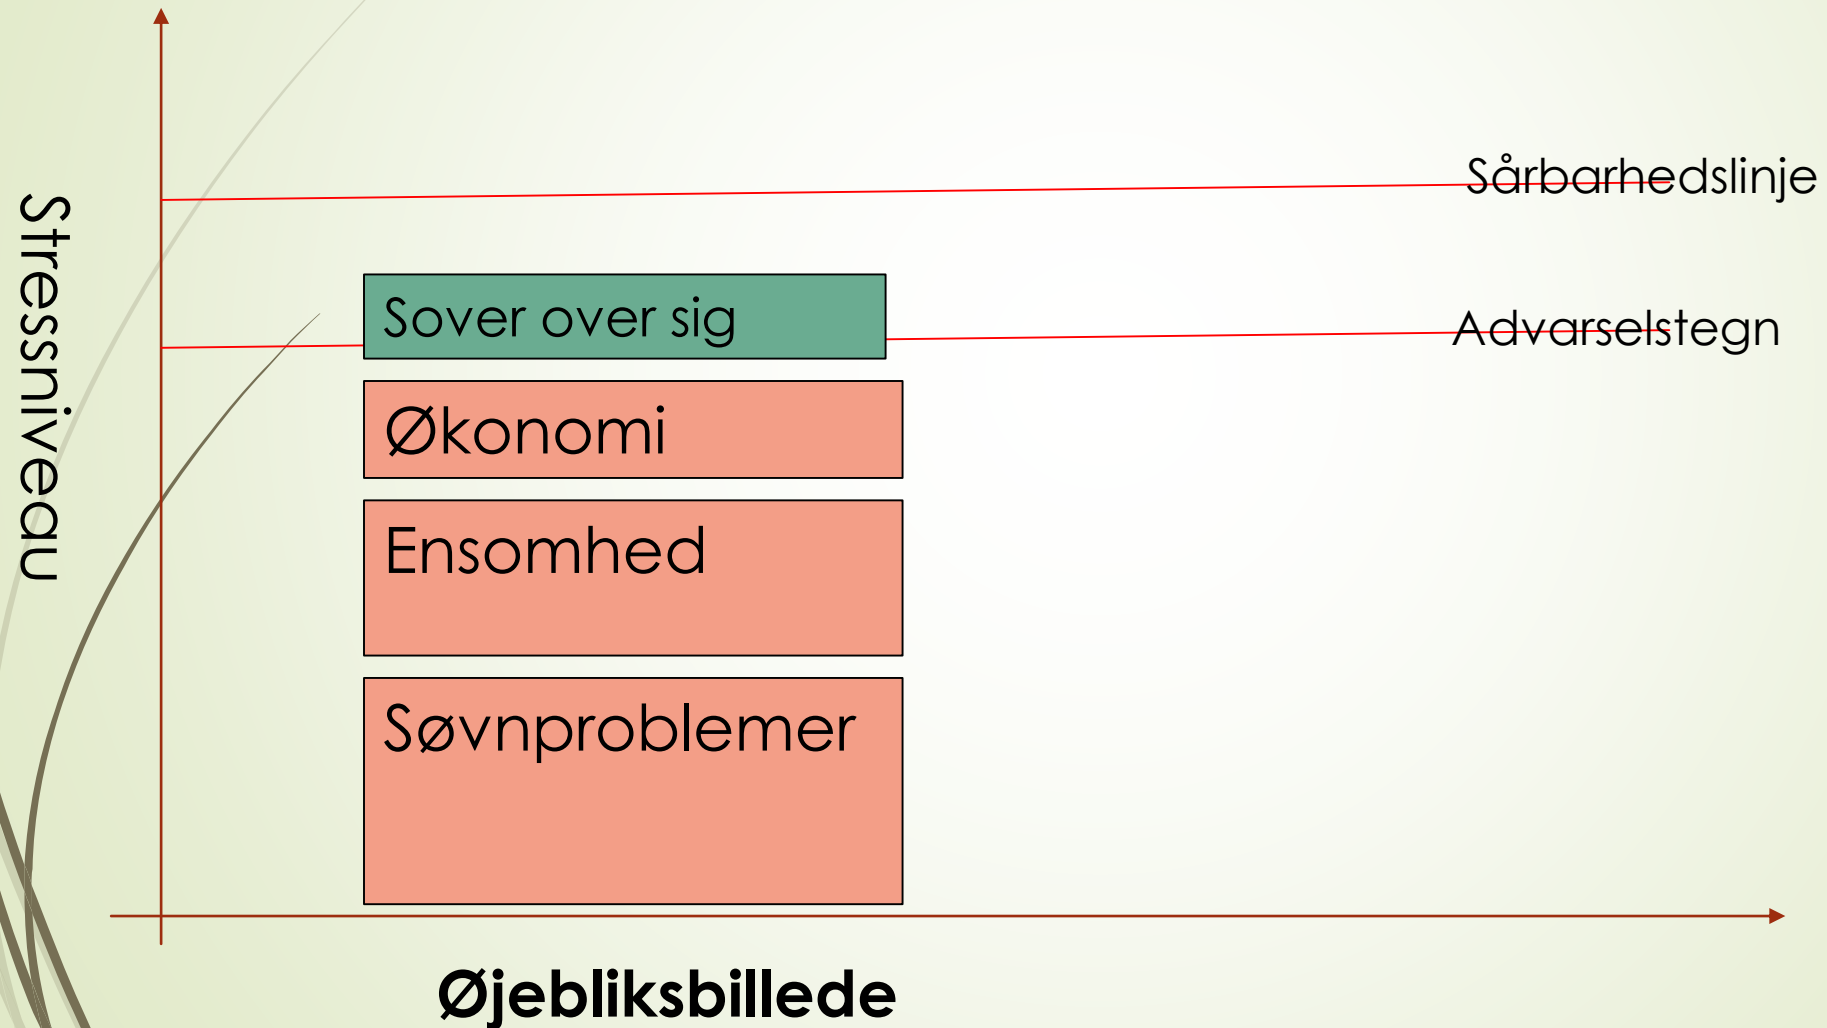 Stressniveau
Sårbarhedslinje
Sover over sig
Advarselstegn
Økonomi
Ensomhed
Søvnproblemer
Øjebliksbillede